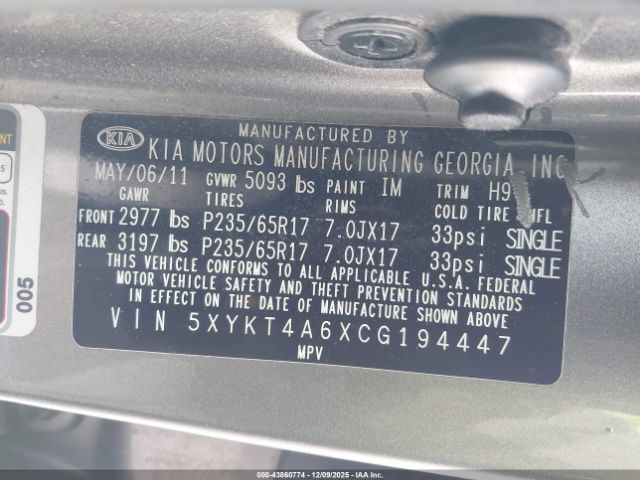 MANUFACTURED BY
KIA KIA MOTORS MANUFACTURING GEORGIA, INC
MAY/06/11 GVWR 5093 lbs PAINT IM TRIM H9
GAWR TIRES RIMS COLD TIRE INFL
FRONT 2977 lbs P235/65R17 7.0JX17 33psi SINGLE
REAR 3197 lbs P235/65R17 7.0JX17 33psi SINGLE
THIS VEHICLE CONFORMS TO ALL APPLICABLE U.S.A. FEDERAL
MOTOR VEHICLE SAFETY AND THEFT PREVENTION STANDARDS
IN EFFECT ON THE DATE OF MANUFACTURE SHOWN ABOVE
VIN 5XYKT4A6XCG194447
MPV
005
000-43860774 | 12/09/2025 - IAA Inc.